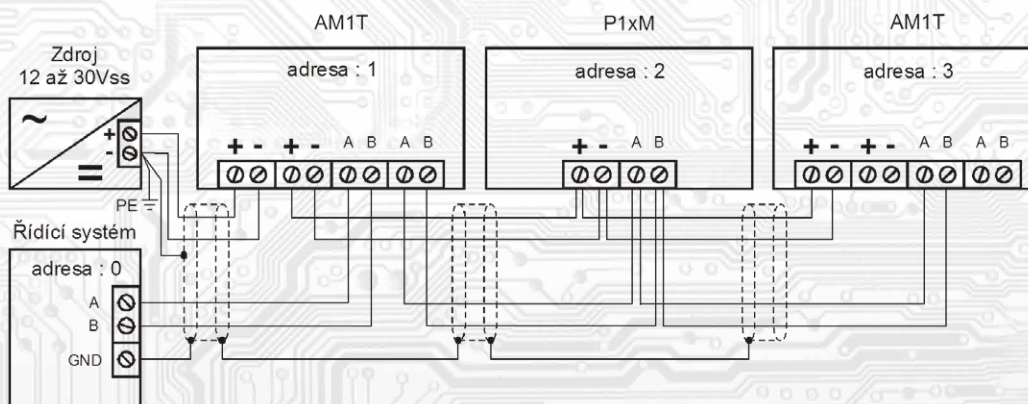 AM1T P1xM AM1T
Zdroj
12 až 30Vss
adresa : 1
adresa : 2
adresa : 3
~
+
-
=
PE
+ - + - A B A B
+ - A B
+ - + - A B A B
Řídící systém
adresa : 0
A
B
GND